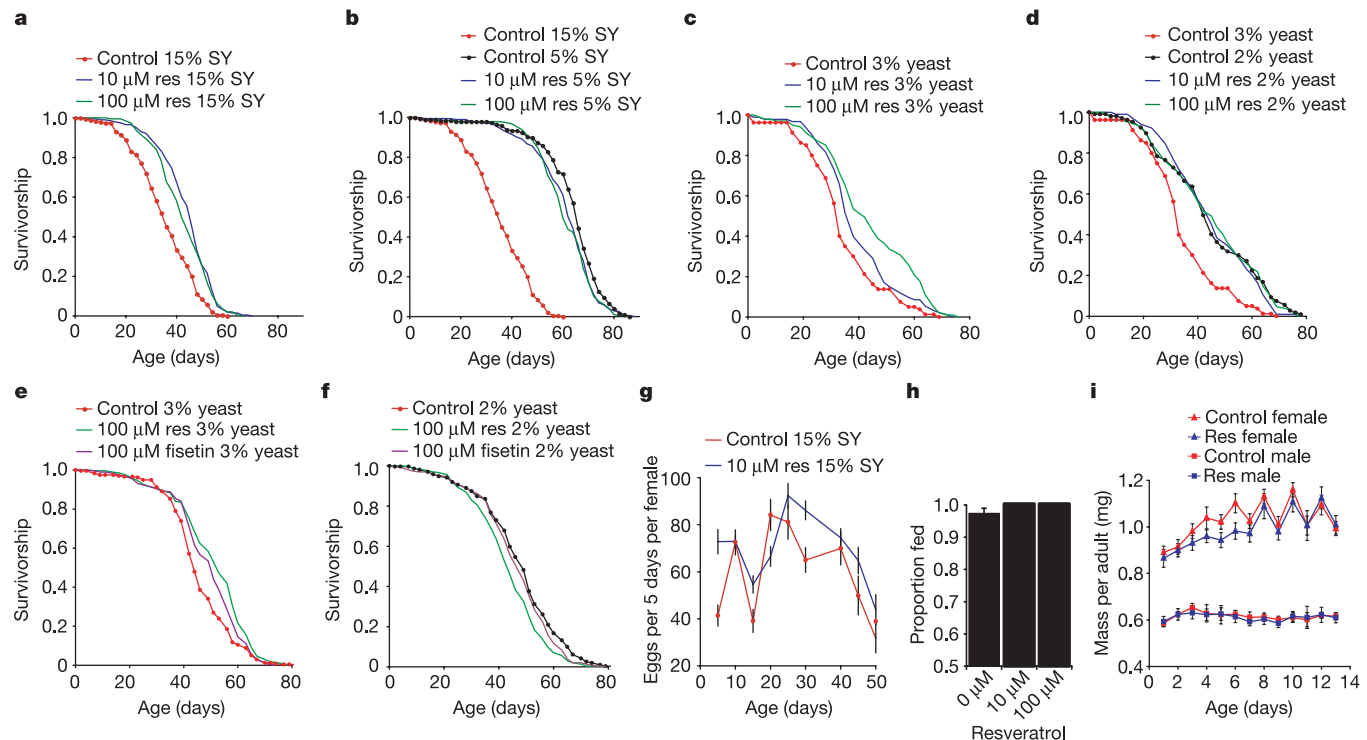 a
Control 15% SY
10 µM res 15% SY
100 µM res 15% SY
Survivorship
1.0
0.8
0.6
0.4
0.2
0
0 20 40 60 80
Age (days)
b
Control 15% SY
Control 5% SY
10 µM res 5% SY
100 µM res 5% SY
Survivorship
1.0
0.8
0.6
0.4
0.2
0
0 20 40 60 80
Age (days)
c
Control 3% yeast
10 µM res 3% yeast
100 µM res 3% yeast
Survivorship
1.0
0.8
0.6
0.4
0.2
0
0 20 40 60 80
Age (days)
d
Control 3% yeast
Control 2% yeast
10 µM res 2% yeast
100 µM res 2% yeast
Survivorship
1.0
0.8
0.6
0.4
0.2
0
0 20 40 60 80
Age (days)
e
Control 3% yeast
100 µM res 3% yeast
100 µM fisetin 3% yeast
Survivorship
1.0
0.8
0.6
0.4
0.2
0
0 20 40 60 80
Age (days)
f
Control 2% yeast
100 µM res 2% yeast
100 µM fisetin 2% yeast
Survivorship
1.0
0.8
0.6
0.4
0.2
0
0 20 40 60 80
Age (days)
g
Control 15% SY
10 µM res 15% SY
Eggs per 5 days per female
100
80
60
40
20
0 10 20 30 40 50
Age (days)
h
Proportion fed
1.0
0.9
0.8
0.7
0.6
0.5
0 µM
10 µM
100 µM
Resveratrol
i
Control female
Res female
Control male
Res male
Mass per adult (mg)
1.2
1.0
0.8
0.6
0.4
0 2 4 6 8 10 12 14
Age (days)